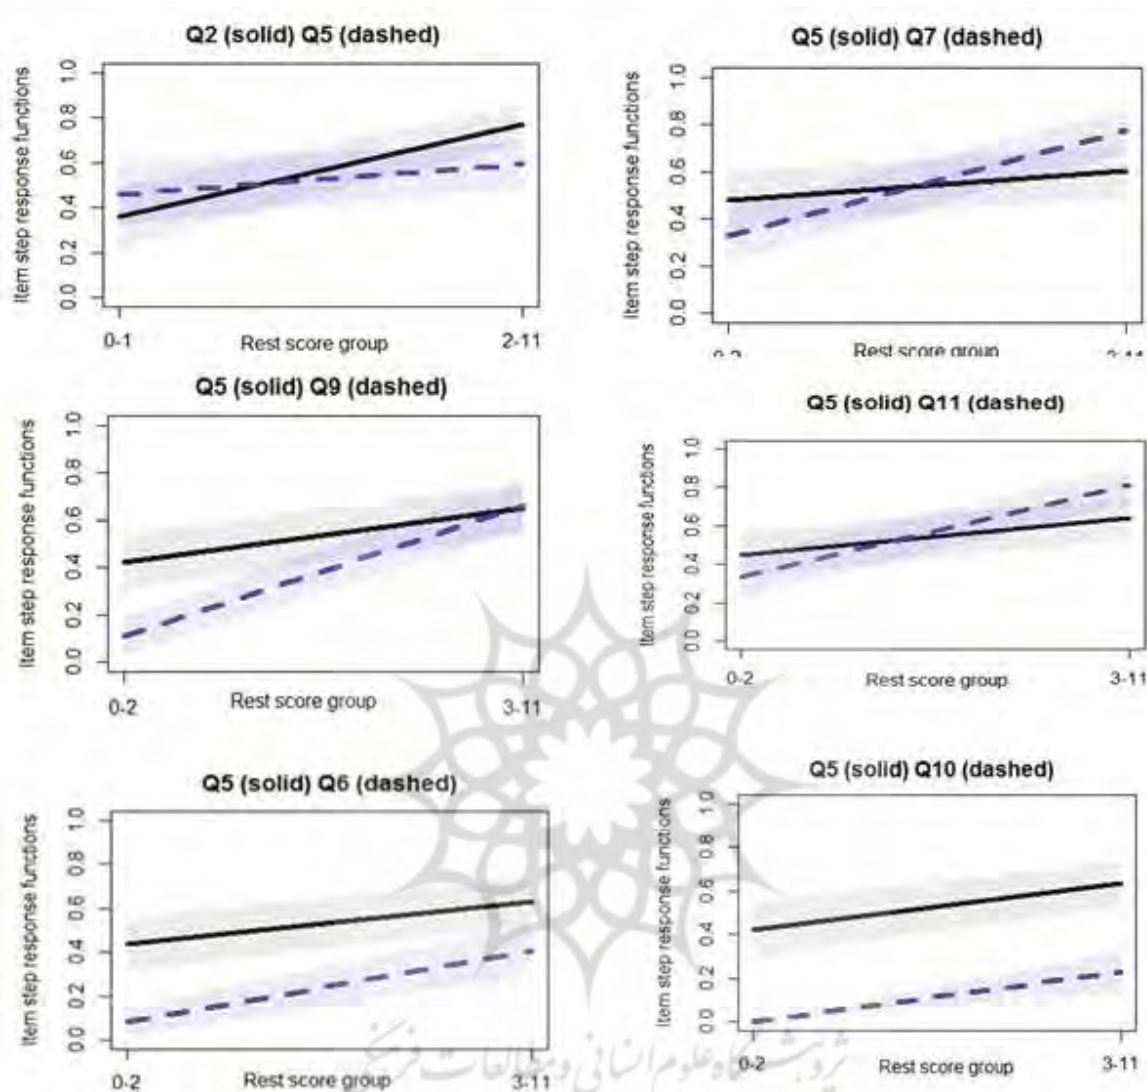 Q2 (solid) Q5 (dashed)
Item step response functions
1.0
0.8
0.6
0.4
0.2
0.0
0-1
Rest score group
2-11
Q5 (solid) Q7 (dashed)
Item step response functions
1.0
0.8
0.6
0.4
0.2
0.0
Rest score group
Q5 (solid) Q9 (dashed)
Item step response functions
1.0
0.8
0.6
0.4
0.2
0.0
0-2
Rest score group
3-11
Q5 (solid) Q11 (dashed)
Item step response functions
1.0
0.8
0.6
0.4
0.2
0.0
0-2
Rest score group
3-11
Q5 (solid) Q6 (dashed)
Item step response functions
1.0
0.8
0.6
0.4
0.2
0.0
0-2
Rest score group
3-11
Q5 (solid) Q10 (dashed)
Item step response functions
1.0
0.8
0.6
0.4
0.2
0.0
0-2
Rest score group
3-11
پژوهشگاه علوم انسانی و مطالعات فرهنگی